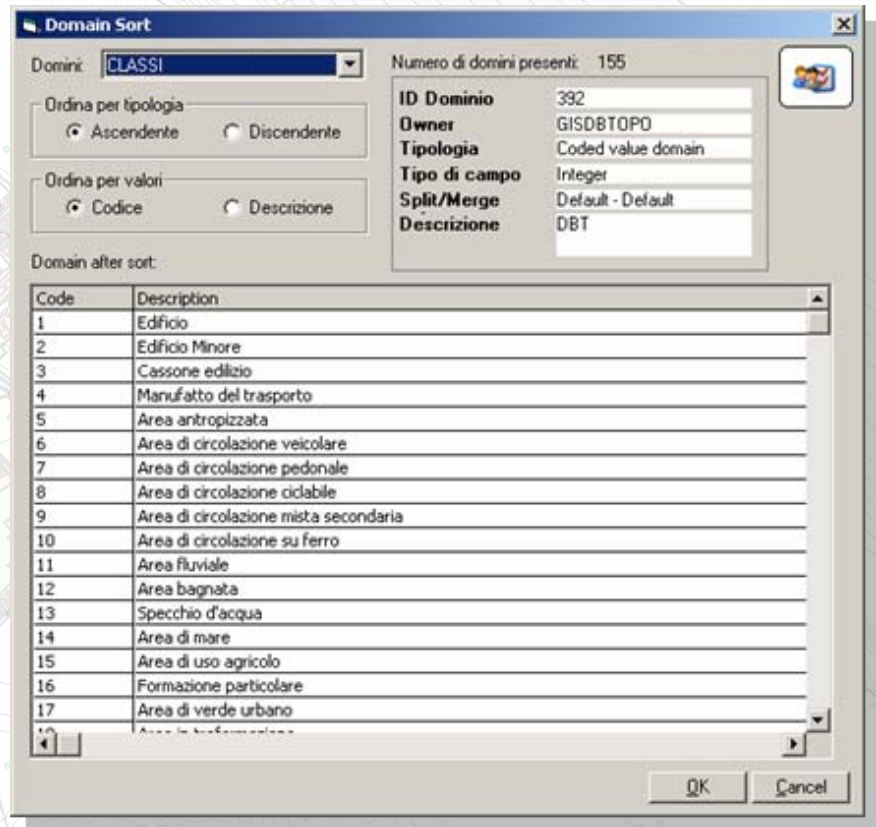 Domain Sort
Domini: CLASSI
Numero di domini presenti: 155
Ordina per tipologia
Ascendente Discendente
Ordina per valori
Codice Descrizione
ID Dominio 392
Owner GISDBTOPO
Tipologia Coded value domain
Tipo di campo Integer
Split/Merge Default - Default
Descrizione DBT
Domain after sort:
Code Description
1 Edificio
2 Edificio Minore
3 Cassone edilizio
4 Manufatto del trasporto
5 Area antropizzata
6 Area di circolazione veicolare
7 Area di circolazione pedonale
8 Area di circolazione ciclabile
9 Area di circolazione mista secondaria
10 Area di circolazione su ferro
11 Area fluviale
12 Area bagnata
13 Specchio d'acqua
14 Area di mare
15 Area di uso agricolo
16 Formazione particolare
17 Area di verde urbano
OK Cancel